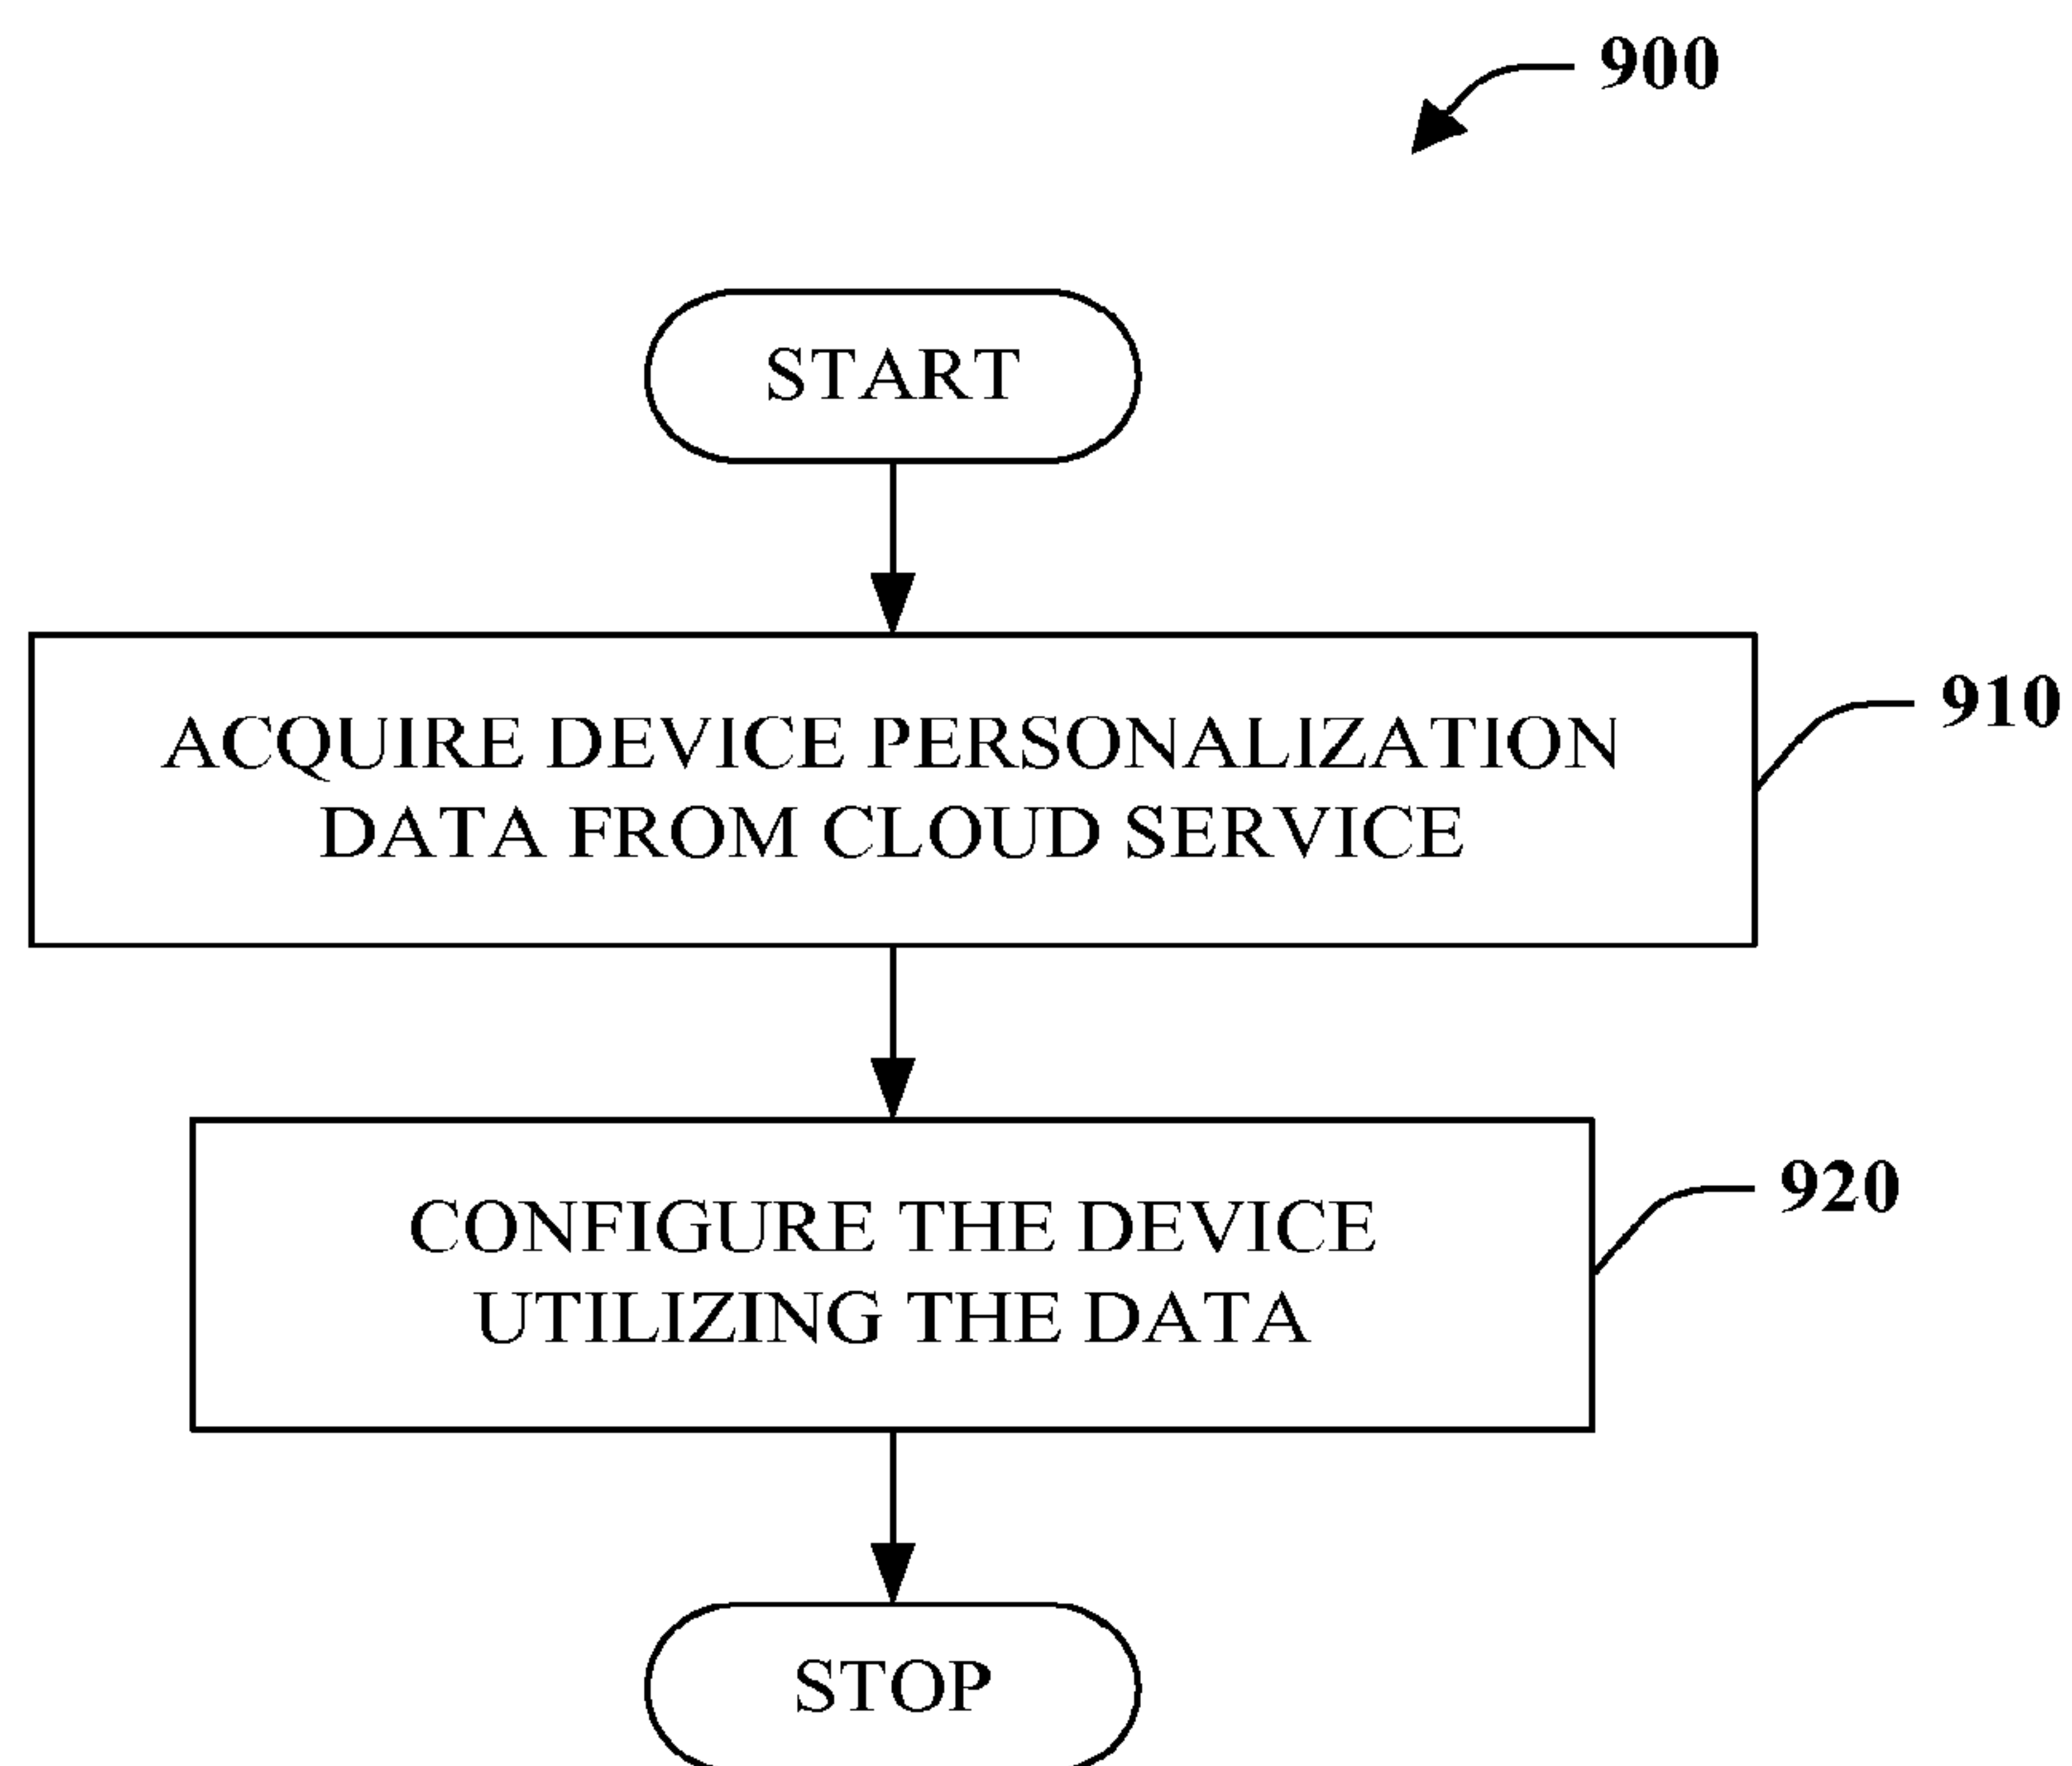 900
START
ACQUIRE DEVICE PERSONALIZATION
DATA FROM CLOUD SERVICE
910
CONFIGURE THE DEVICE
UTILIZING THE DATA
920
STOP